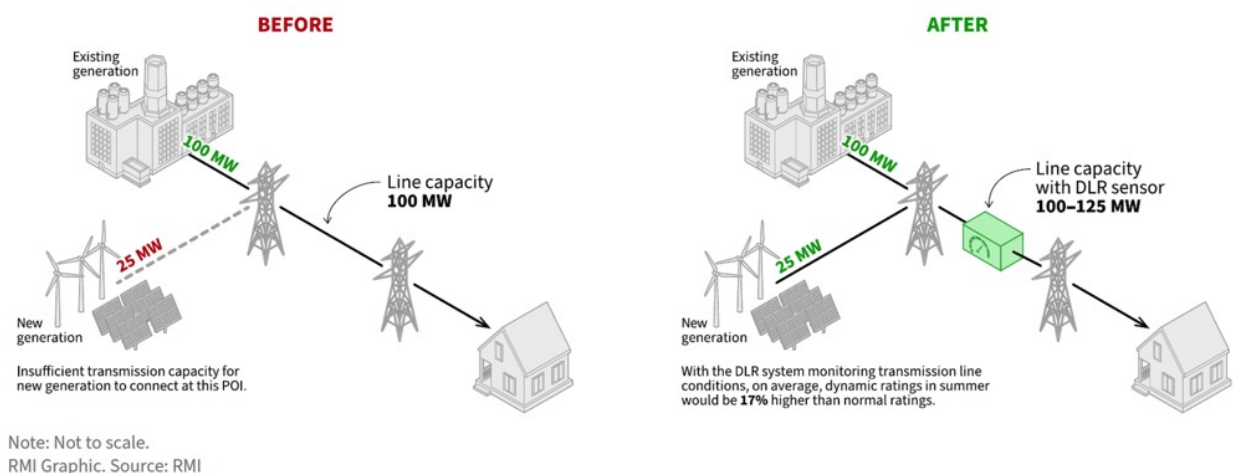 BEFORE
Existing
generation
100 MW
Line capacity
100 MW
25 MW
New
generation
Insufficient transmission capacity for
new generation to connect at this POI.
AFTER
Existing
generation
100 MW
Line capacity
with DLR sensor
100–125 MW
25 MW
New
generation
With the DLR system monitoring transmission line
conditions, on average, dynamic ratings in summer
would be 17% higher than normal ratings.
Note: Not to scale.
RMI Graphic. Source: RMI